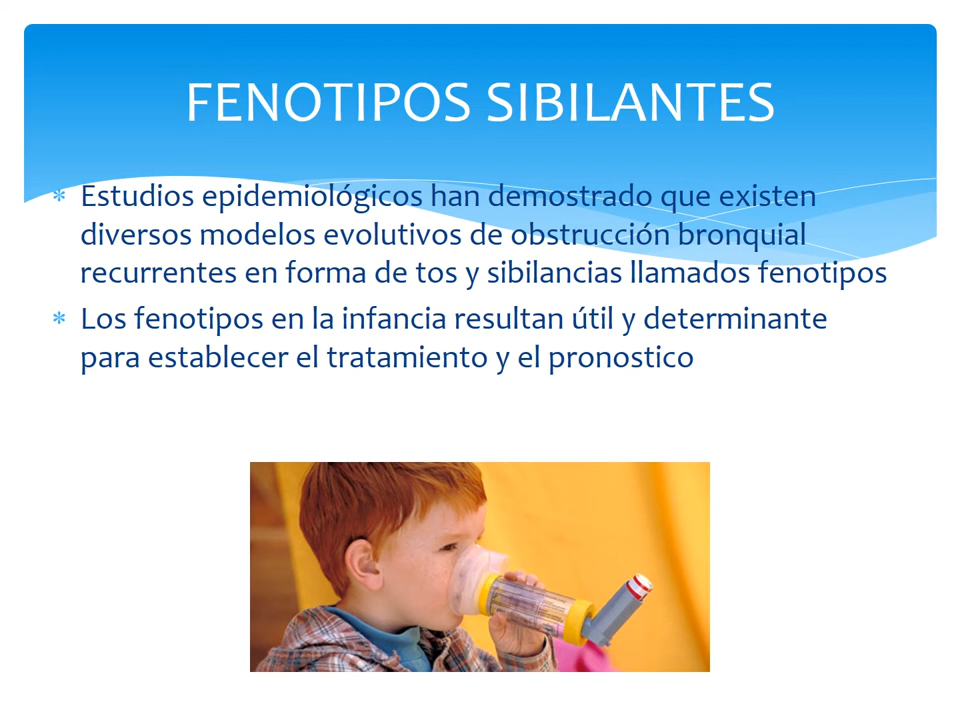 FENOTIPOS SIBILANTES
* Estudios epidemiológicos han demostrado que existen
diversos modelos evolutivos de obstrucción bronquial
recurrentes en forma de tos y sibilancias llamados fenotipos
* Los fenotipos en la infancia resultan útil y determinante
para establecer el tratamiento y el pronostico